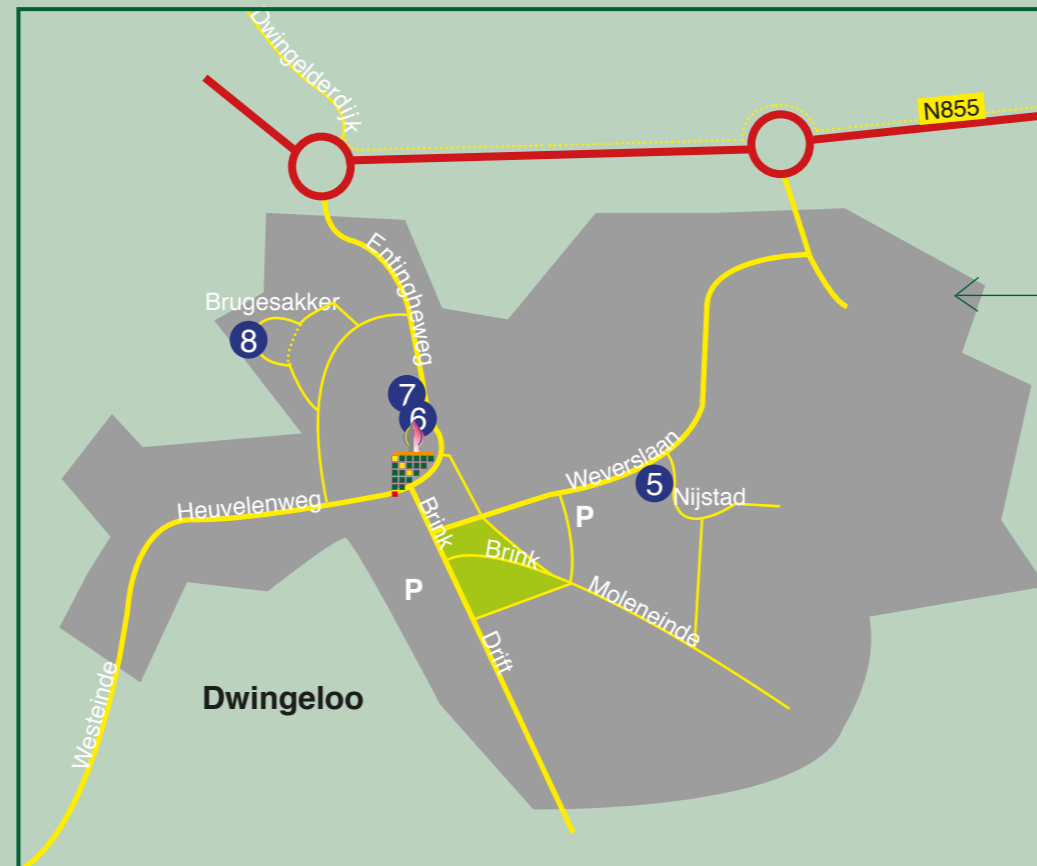 Dwingelderdijk
N855
Entingheweg
Brugesakker
8
7
6
Weverslaan
5
Nijstad
Heuvelenweg
Brink
P
Brink
P
Moleneinde
Drift
Westeinde
Dwingeloo